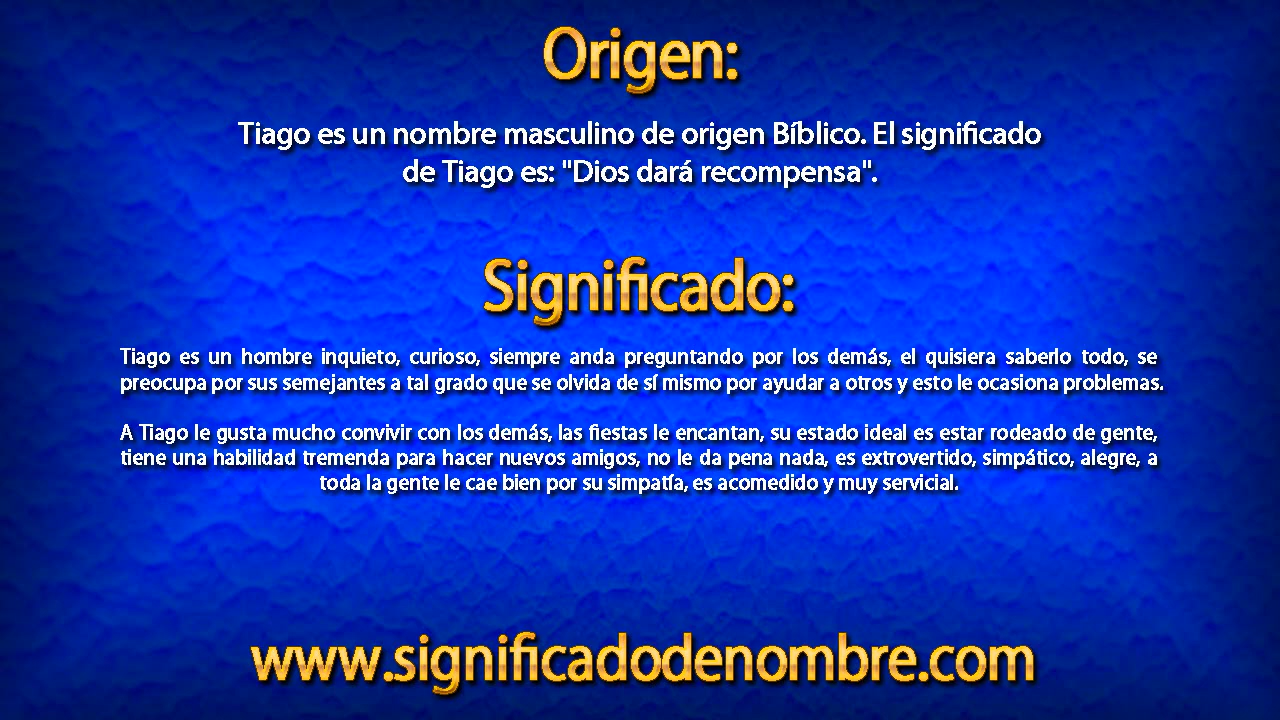 Origen:
Tiago es un nombre masculino de origen Bíblico. El significado
de Tiago es: "Dios dará recompensa".
Significado:
Tiago es un hombre inquieto, curioso, siempre anda preguntando por los demás, el quisiera saberlo todo, se
preocupa por sus semejantes a tal grado que se olvida de sí mismo por ayudar a otros y esto le ocasiona problemas.
A Tiago le gusta mucho convivir con los demás, las fiestas le encantan, su estado ideal es estar rodeado de gente,
tiene una habilidad tremenda para hacer nuevos amigos, no le da pena nada, es extrovertido, simpático, alegre, a
toda la gente le cae bien por su simpatía, es acomedido y muy servicial.
www.significadodenombre.com